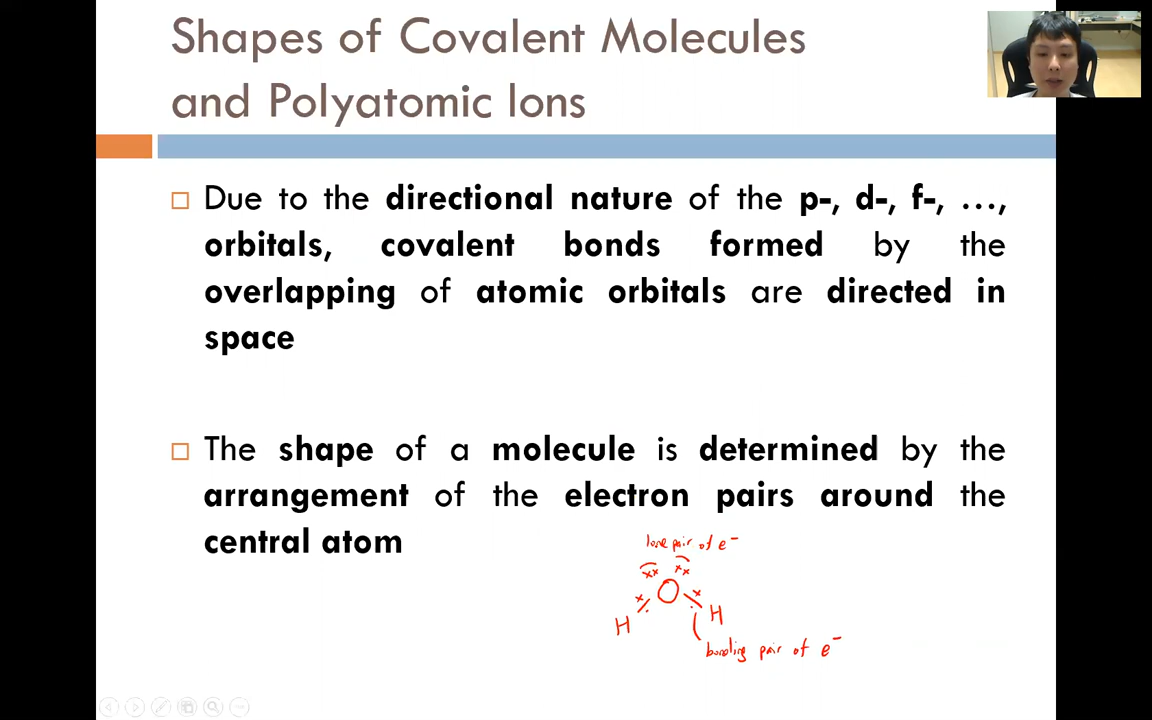 Shapes of Covalent Molecules
and Polyatomic Ions
Due to the directional nature of the p-, d-, f-, …,
orbitals, covalent bonds formed by the
overlapping of atomic orbitals are directed in
space
The shape of a molecule is determined by the
arrangement of the electron pairs around the
central atom
lone pair of e⁻
xx xx
x O x
H H
bonding pair of e⁻